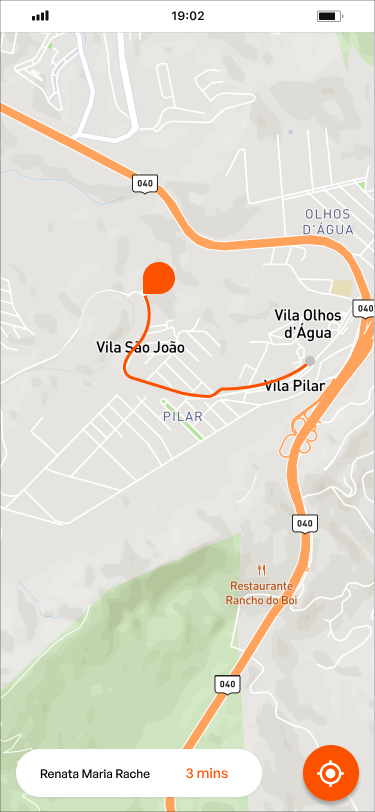 19:02
040
OLHOS
D'ÁGUA
040
Vila Olhos
d'Água
Vila São João
Vila Pilar
PILAR
040
Restaurante
Rancho do Boi
040
Renata Maria Rache
3 mins